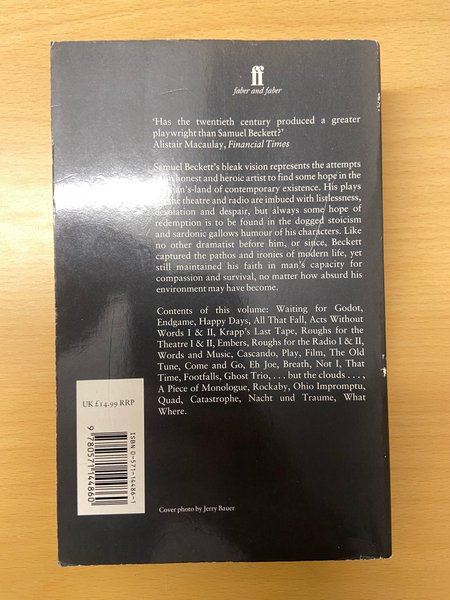 ff
faber and faber
'Has the twentieth century produced a greater
playwright than Samuel Beckett?'
Alistair Macaulay, Financial Times
Samuel Beckett's bleak vision represents the attempts
honest and heroic artist to find some hope in the
man's-land of contemporary existence. His plays
theatre and radio are imbued with listlessness,
desolation and despair, but always some hope of
redemption is to be found in the dogged stoicism
and sardonic gallows humour of his characters. Like
no other dramatist before him, or since, Beckett
captured the pathos and ironies of modern life, yet
still maintained his faith in man's capacity for
compassion and survival, no matter how absurd his
environment may have become.
Contents of this volume: Waiting for Godot,
Endgame, Happy Days, All That Fall, Acts Without
Words I & II, Krapp's Last Tape, Roughs for the
Theatre I & II, Embers, Roughs for the Radio I & II,
Words and Music, Cascando, Play, Film, The Old
Tune, Come and Go, Eh Joe, Breath, Not I, That
Time, Footfalls, Ghost Trio, . . . but the clouds . . . ,
A Piece of Monologue, Rockaby, Ohio Impromptu,
Quad, Catastrophe, Nacht und Traume, What
Where.
UK £14.99 RRP
ISBN 0-571-14486-1
9 780571 144860
Cover photo by Jerry Bauer